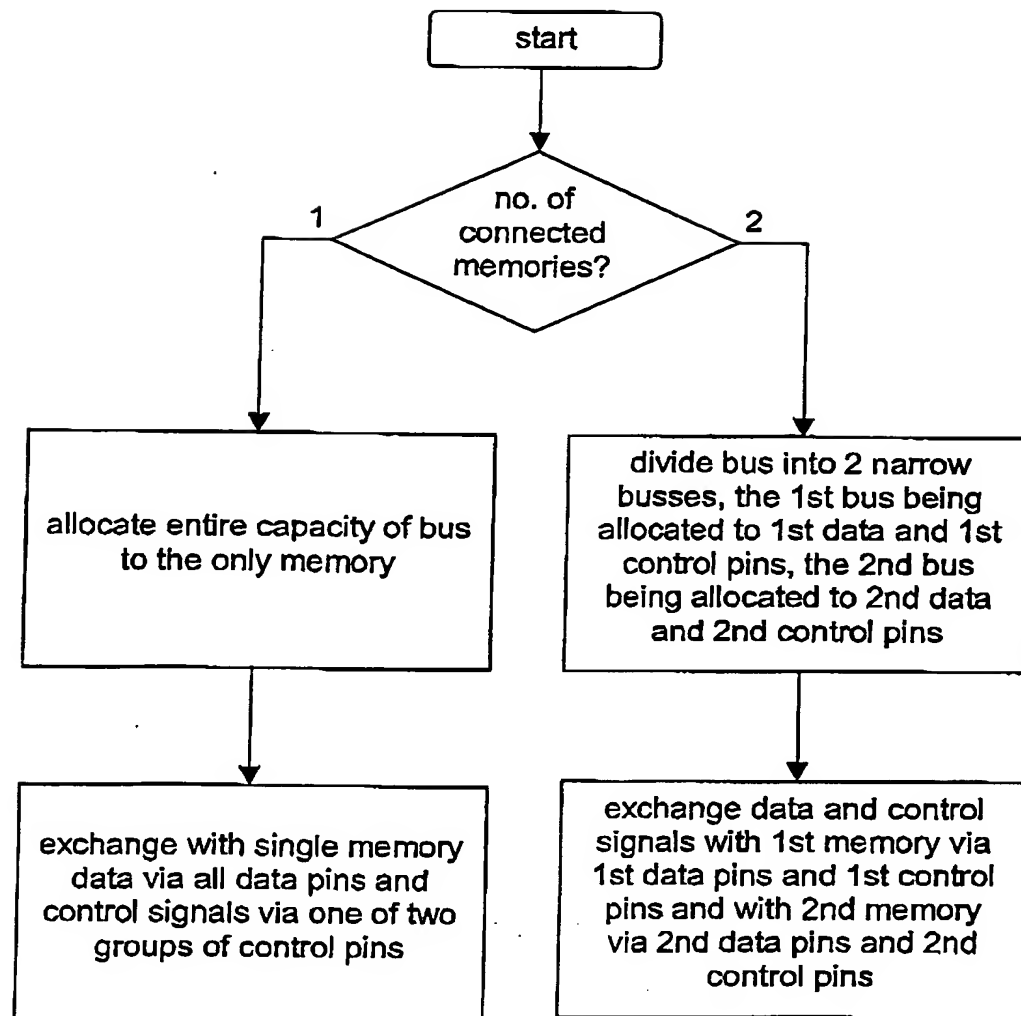 start
no. of
connected
memories?
1
2
allocate entire capacity of bus
to the only memory
divide bus into 2 narrow
busses, the 1st bus being
allocated to 1st data and 1st
control pins, the 2nd bus
being allocated to 2nd data
and 2nd control pins
exchange with single memory
data via all data pins and
control signals via one of two
groups of control pins
exchange data and control
signals with 1st memory via
1st data pins and 1st control
pins and with 2nd memory
via 2nd data pins and 2nd
control pins